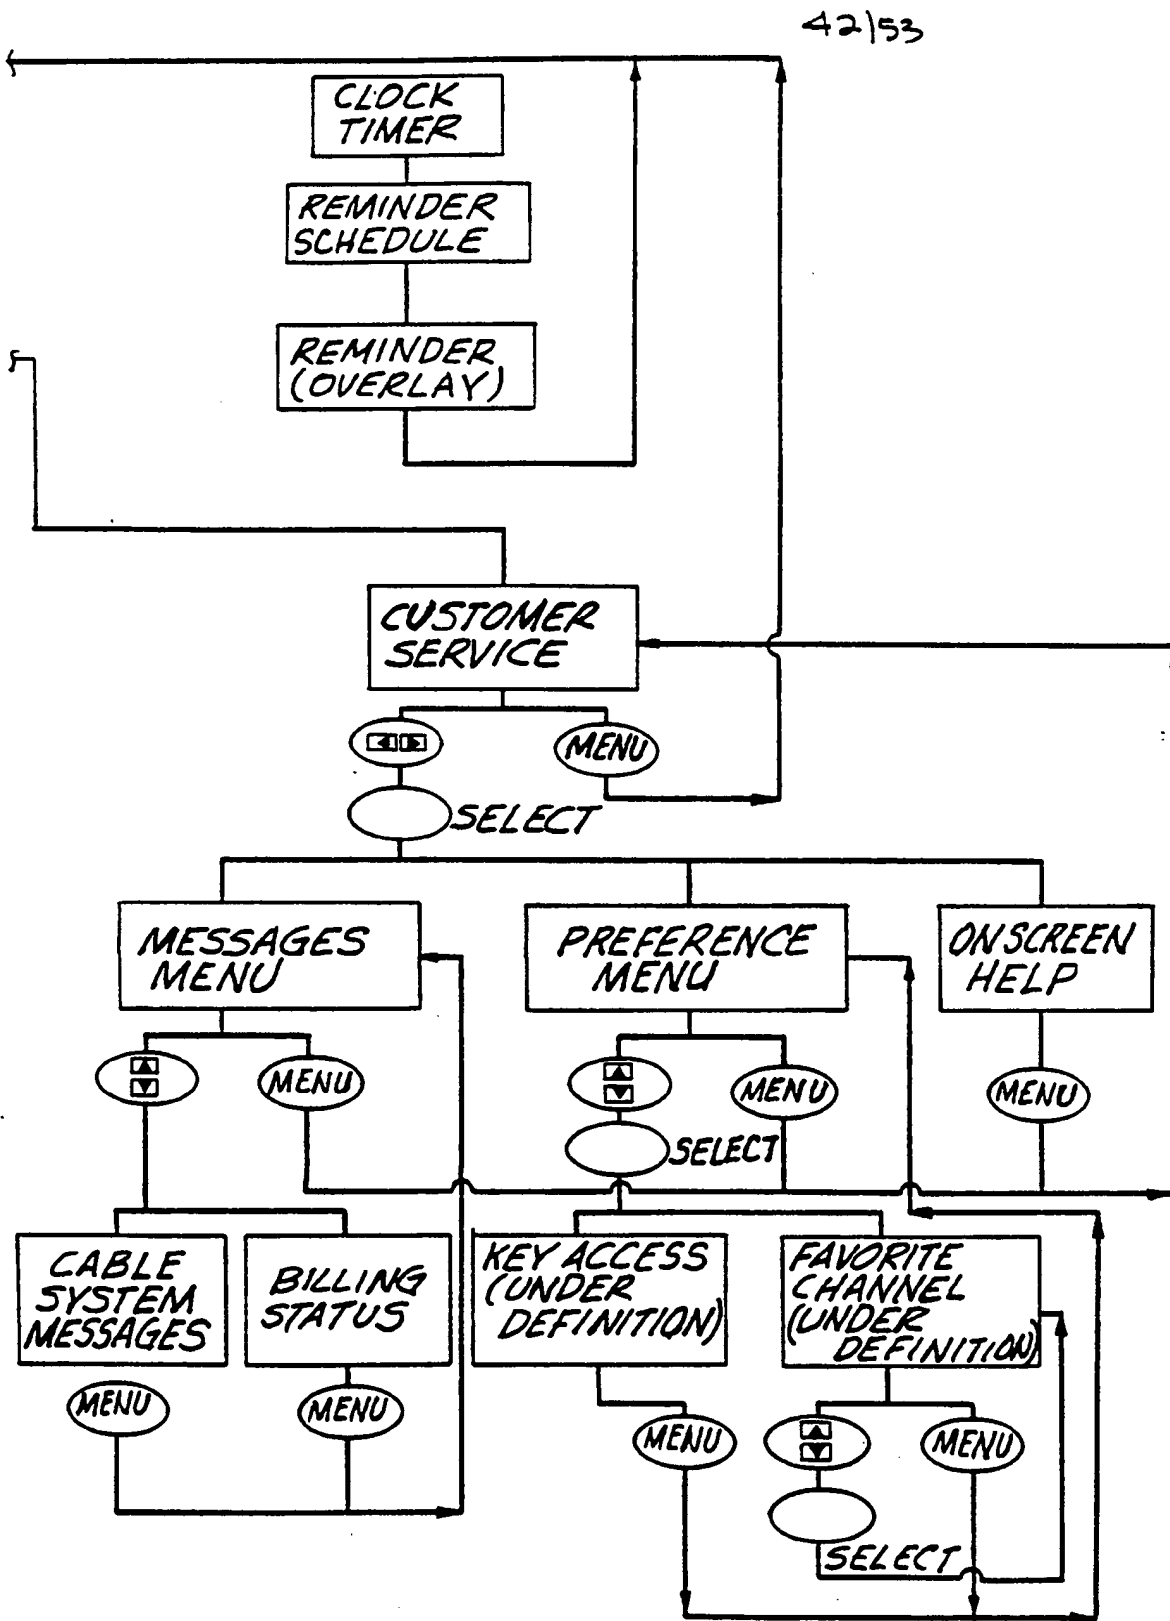 42/53
CLOCK
TIMER
REMINDER
SCHEDULE
REMINDER
(OVERLAY)
CUSTOMER
SERVICE
MENU
SELECT
MESSAGES
MENU
PREFERENCE
MENU
ON SCREEN
HELP
MENU
MENU
MENU
SELECT
CABLE
SYSTEM
MESSAGES
BILLING
STATUS
KEY ACCESS
(UNDER
DEFINITION)
FAVORITE
CHANNEL
(UNDER
DEFINITION)
MENU
MENU
MENU
MENU
SELECT